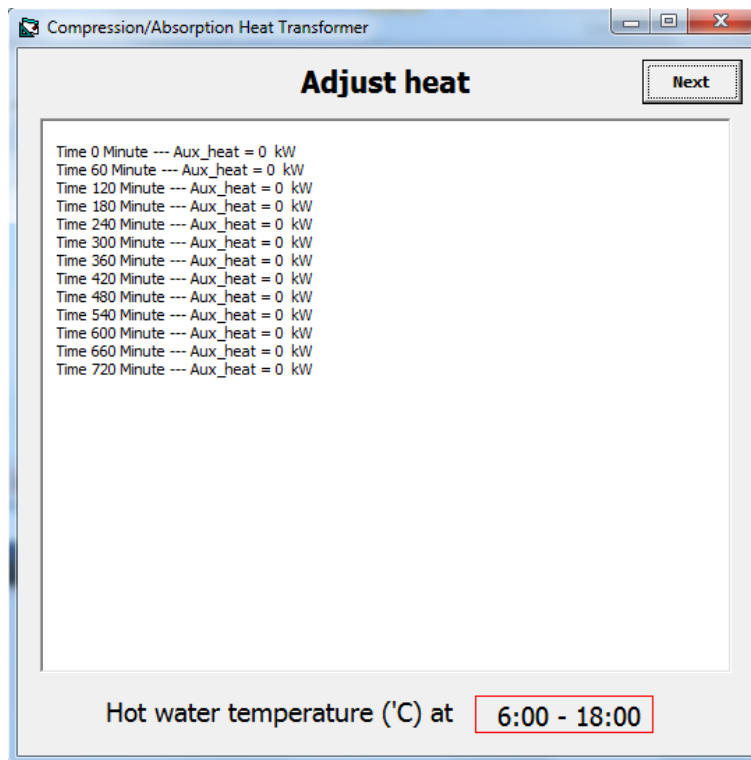 Compression/Absorption Heat Transformer
Adjust heat
Next
Time 0 Minute --- Aux_heat = 0 kW
Time 60 Minute --- Aux_heat = 0 kW
Time 120 Minute --- Aux_heat = 0 kW
Time 180 Minute --- Aux_heat = 0 kW
Time 240 Minute --- Aux_heat = 0 kW
Time 300 Minute --- Aux_heat = 0 kW
Time 360 Minute --- Aux_heat = 0 kW
Time 420 Minute --- Aux_heat = 0 kW
Time 480 Minute --- Aux_heat = 0 kW
Time 540 Minute --- Aux_heat = 0 kW
Time 600 Minute --- Aux_heat = 0 kW
Time 660 Minute --- Aux_heat = 0 kW
Time 720 Minute --- Aux_heat = 0 kW
Hot water temperature ('C) at 6:00 - 18:00